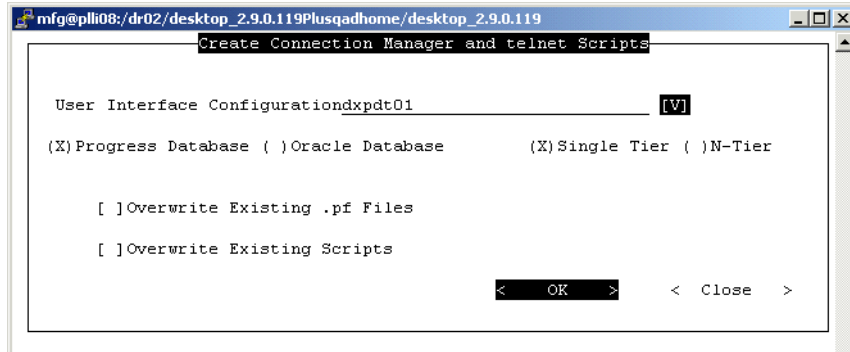 mfg@plli08:/dr02/desktop_2.9.0.119Plusqadhome/desktop_2.9.0.119
Create Connection Manager and telnet Scripts
User Interface Configurationdxpdt01 [V]
(X)Progress Database ( )Oracle Database (X)Single Tier ( )N-Tier
[ ]Overwrite Existing .pf Files
[ ]Overwrite Existing Scripts
< OK > < Close >